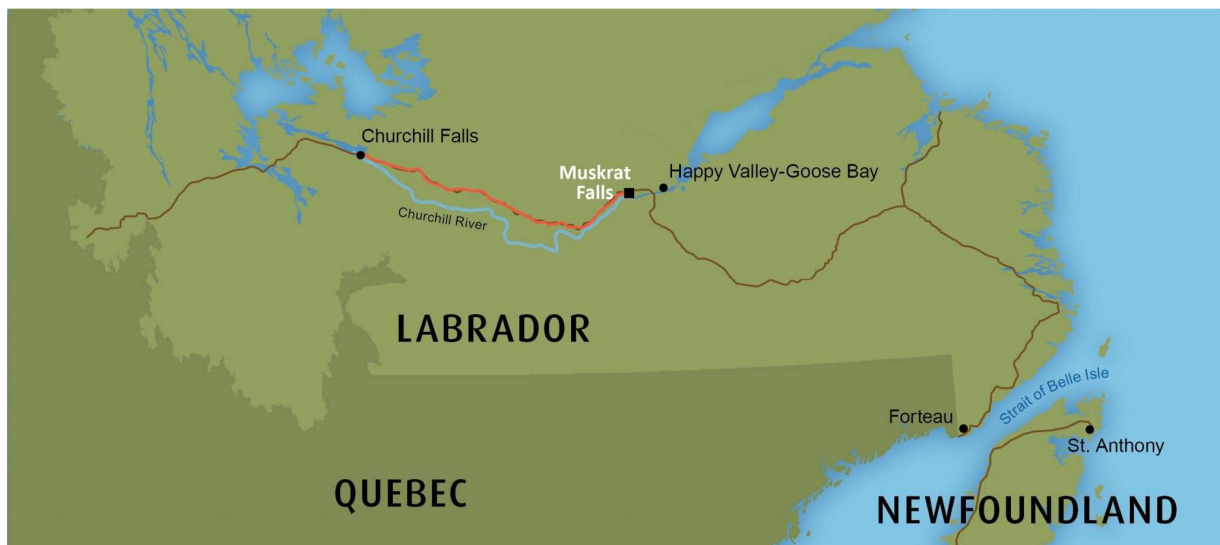 Churchill Falls
Muskrat
Falls
Happy Valley-Goose Bay
Churchill River
LABRADOR
Strait of Belle Isle
Forteau
St. Anthony
QUEBEC
NEWFOUNDLAND